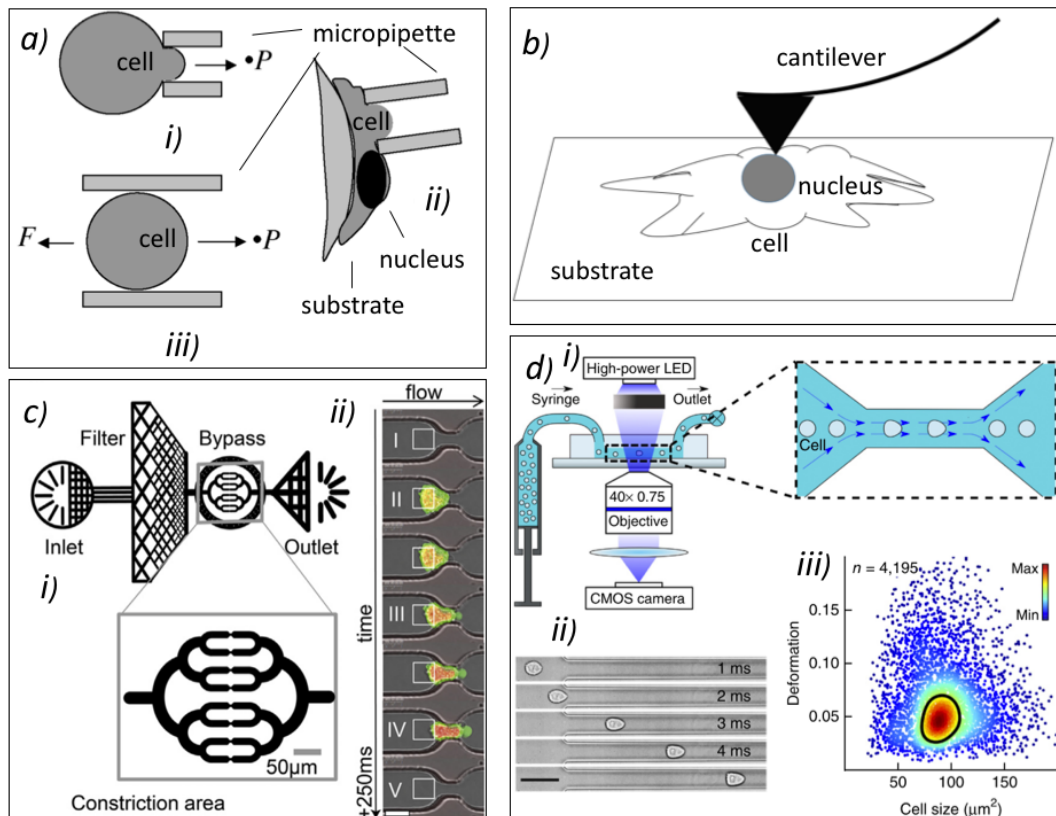 a)
micropipette
cell
•P
i)
cell
ii)
F
cell
•P
nucleus
substrate
iii)
b)
cantilever
nucleus
cell
substrate
c)
Filter
Bypass
Inlet
Outlet
i)
50μm
Constriction area
ii)
flow
time
+250ms
I
II
III
IV
V
d)
i)
High-power LED
Syringe
Outlet
40× 0.75
Objective
CMOS camera
Cell
ii)
1 ms
2 ms
3 ms
4 ms
iii)
n = 4,195
Max
Min
Deformation
0.15
0.10
0.05
50
100
150
Cell size (μm²)